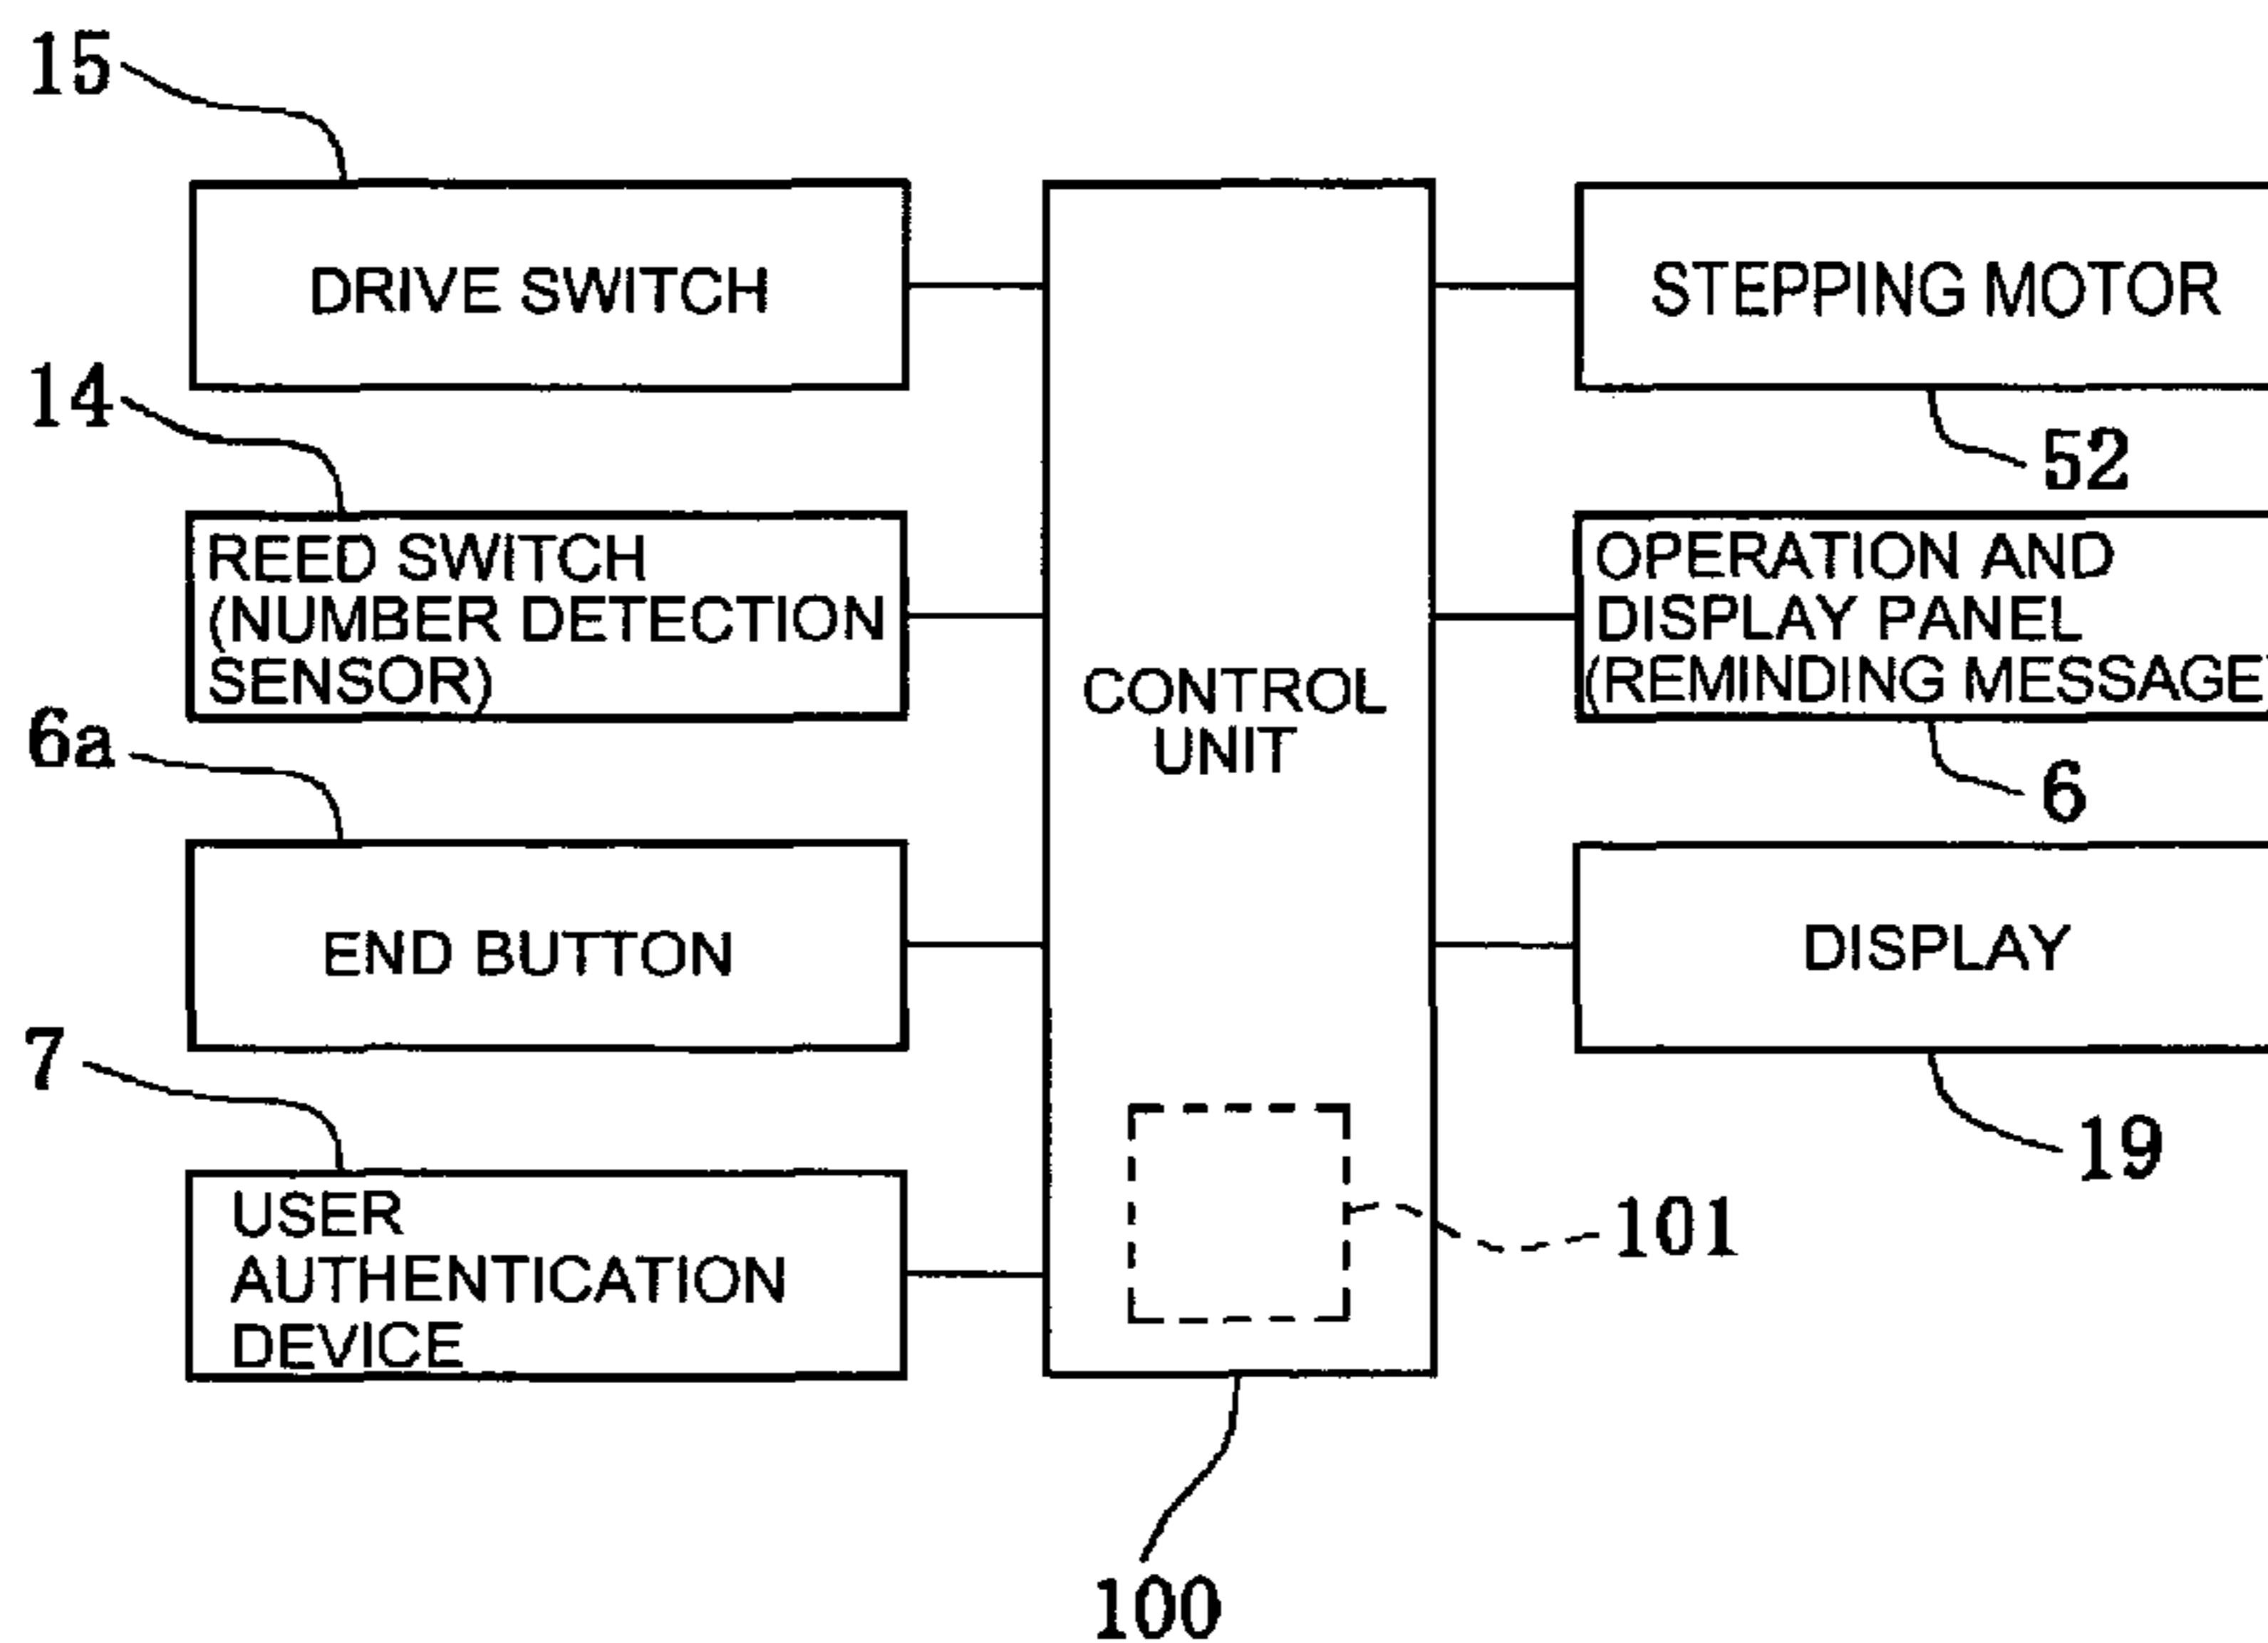 15
DRIVE SWITCH
14
REED SWITCH
(NUMBER DETECTION
SENSOR)
6a
END BUTTON
7
USER
AUTHENTICATION
DEVICE
CONTROL
UNIT
101
100
STEPPING MOTOR
52
OPERATION AND
DISPLAY PANEL
(REMINDING MESSAGE
6
DISPLAY
19